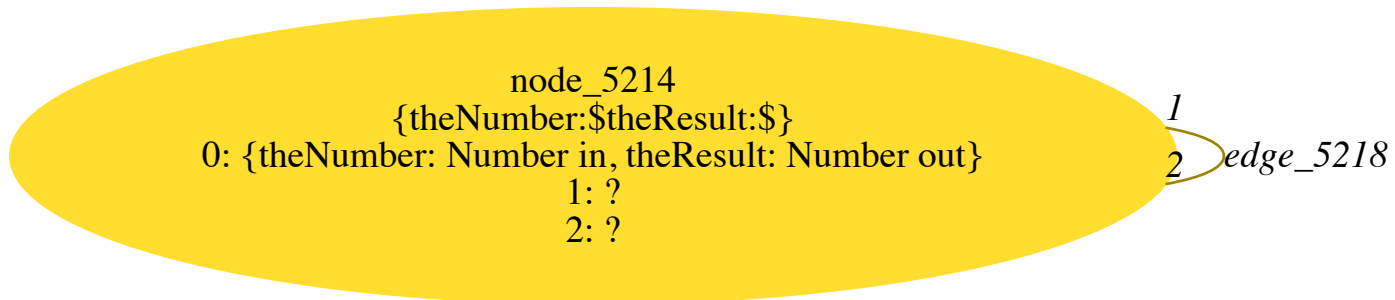 node_5214
{theNumber:$theResult:$}
0: {theNumber: Number in, theResult: Number out}
1: ?
2: ?
1
2
edge_5218